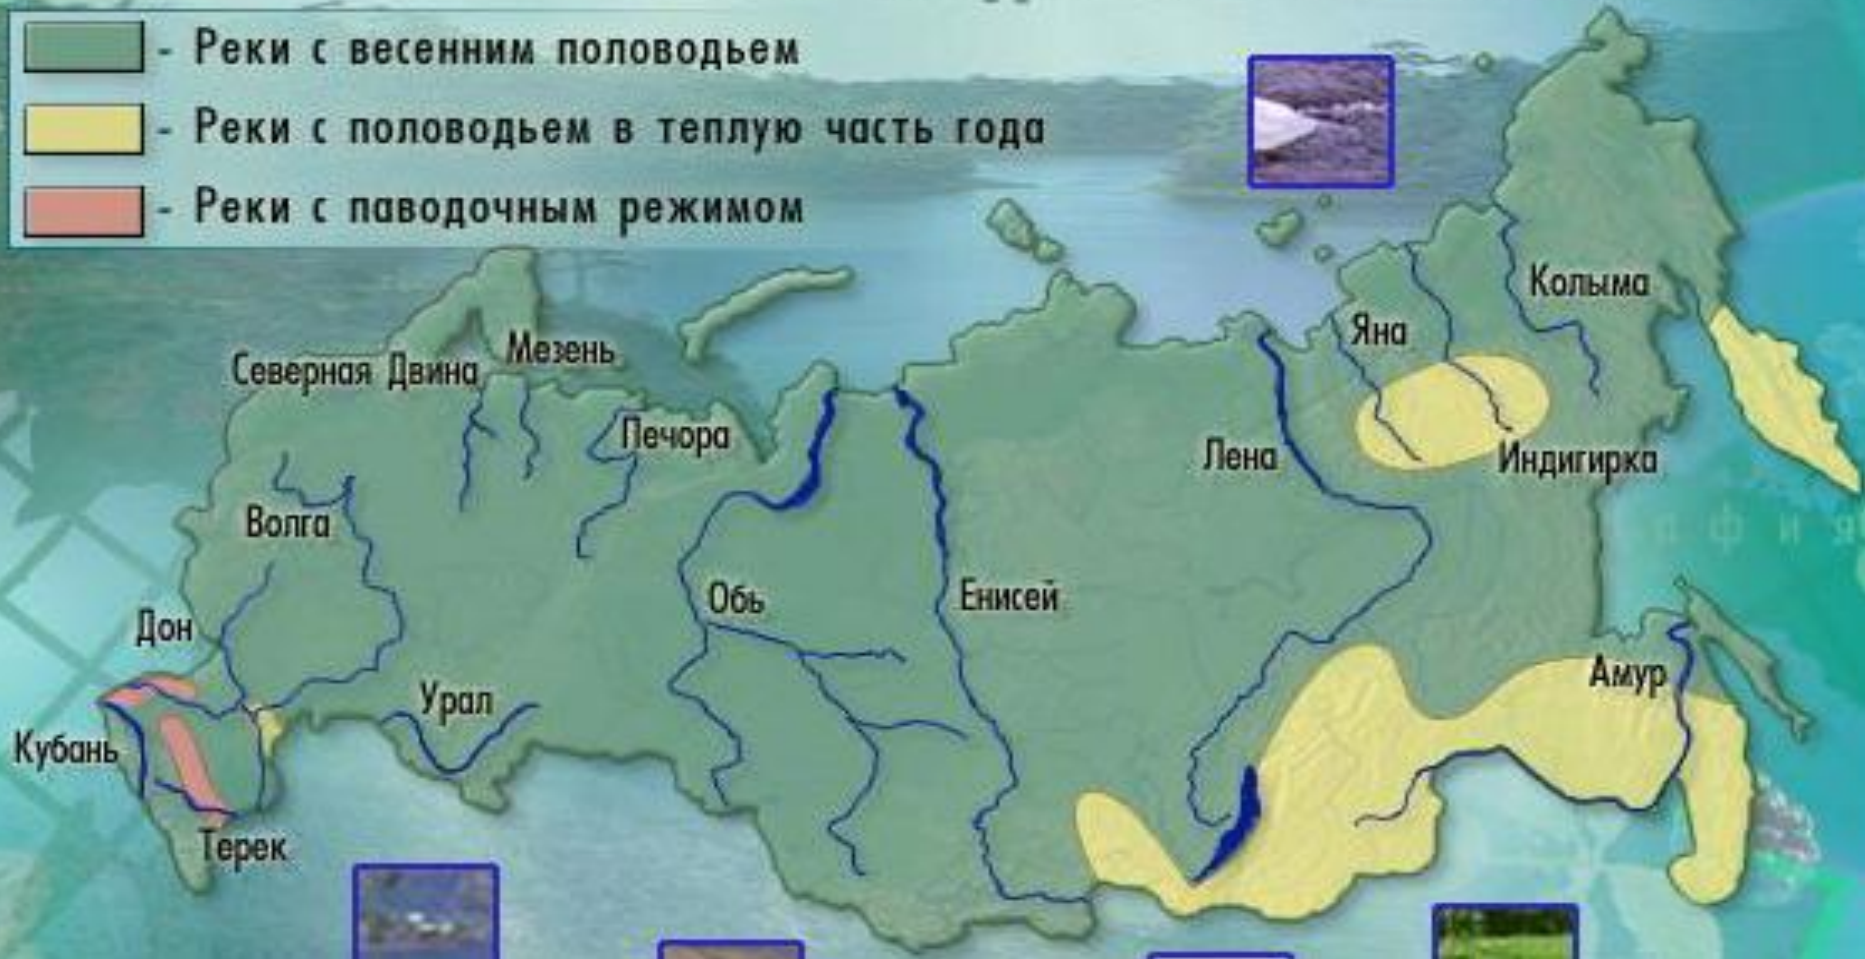 - Реки с весенним половодьем
- Реки с половодьем в теплую часть года
- Реки с паводочным режимом
Колыма
Яна
Мезень
Северная Двина
Печора
Лена
Индигирка
Волга
Обь
Енисей
Дон
Амур
Урал
Кубань
Терек